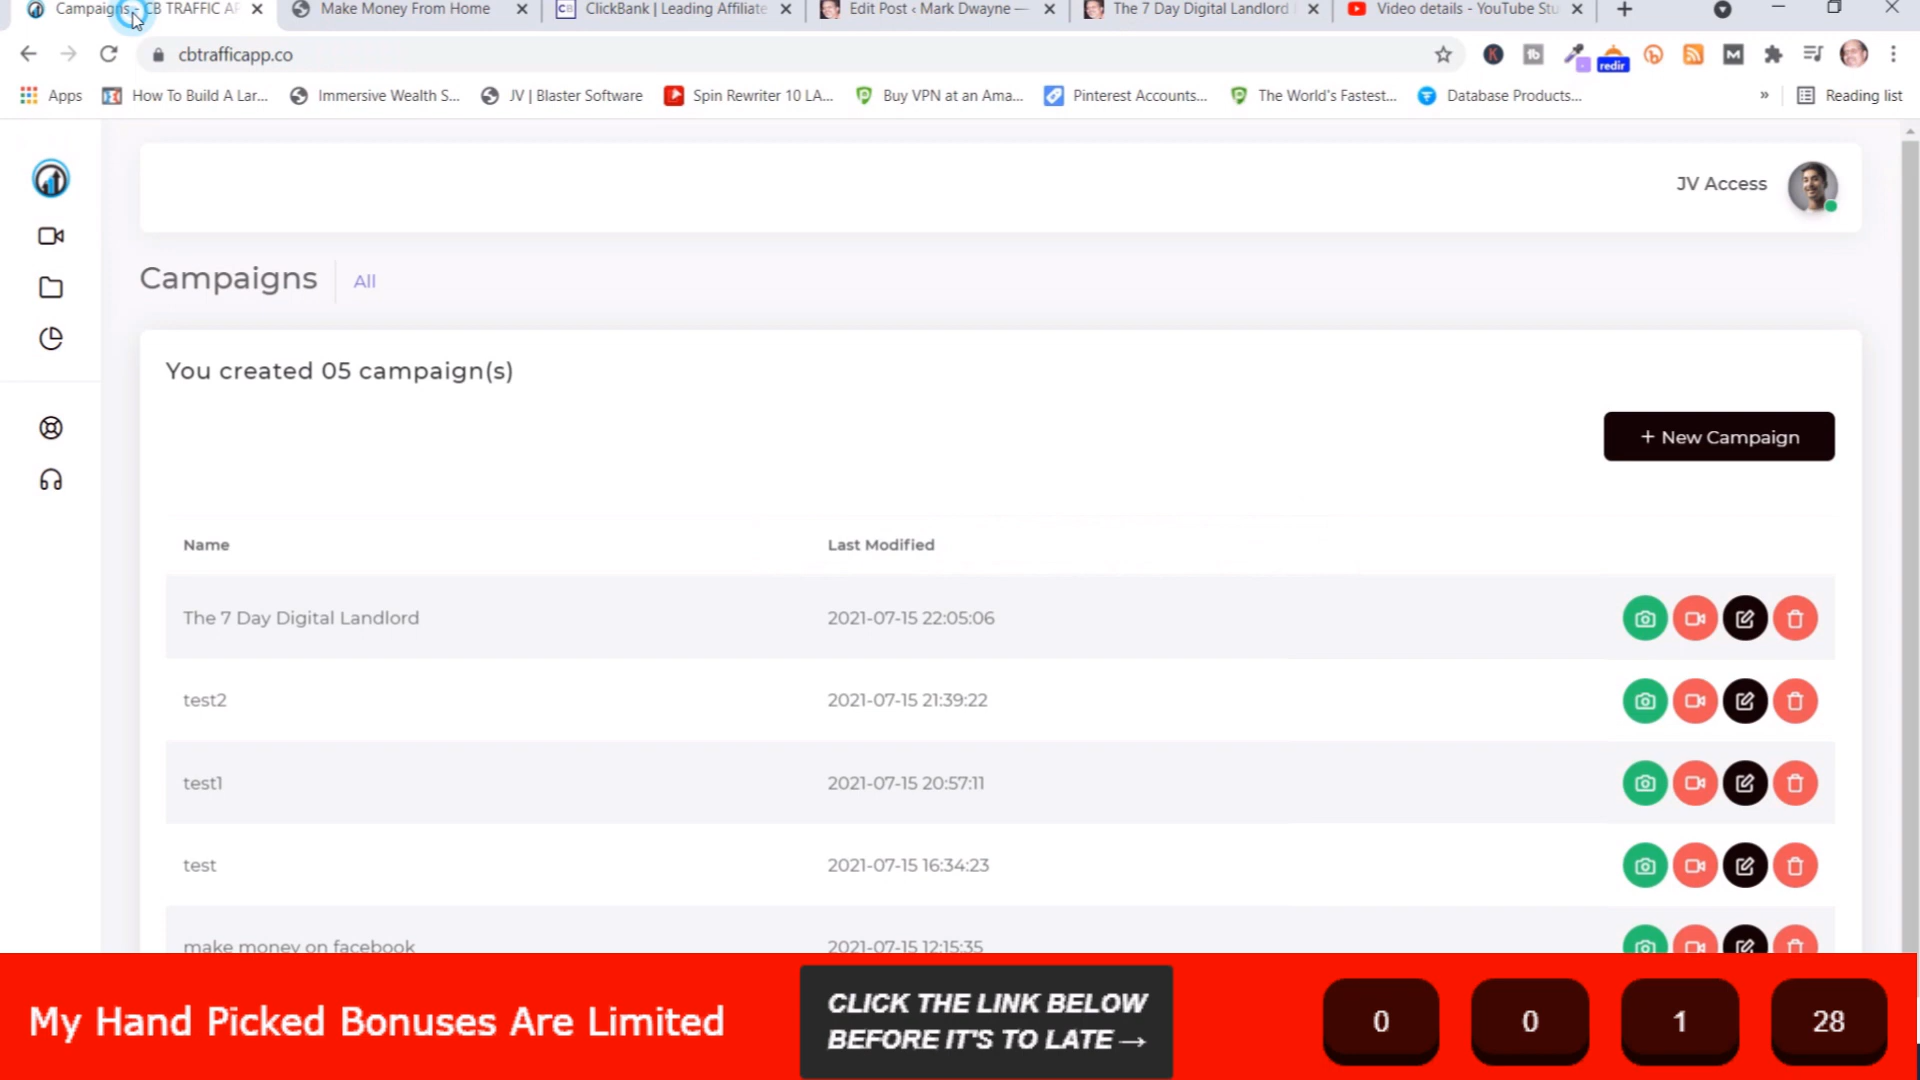 Campaigns - CB TRAFFIC AP
Make Money From Home
CB ClickBank | Leading Affiliate
Edit Post ‹ Mark Dwayne —
The 7 Day Digital Landlord
Video details - YouTube Stu
cbtrafficapp.co
K
tb
redir
b
M
Apps
How To Build A Lar...
Immersive Wealth S...
JV | Blaster Software
Spin Rewriter 10 LA...
Buy VPN at an Ama...
Pinterest Accounts...
The World's Fastest...
Database Products...
»
Reading list
JV Access
Campaigns
All
You created 05 campaign(s)
+ New Campaign
Name Last Modified
The 7 Day Digital Landlord 2021-07-15 22:05:06
test2 2021-07-15 21:39:22
test1 2021-07-15 20:57:11
test 2021-07-15 16:34:23
make money on facebook 2021-07-15 12:15:35
My Hand Picked Bonuses Are Limited
CLICK THE LINK BELOW
BEFORE IT'S TO LATE →
0 0 1 28